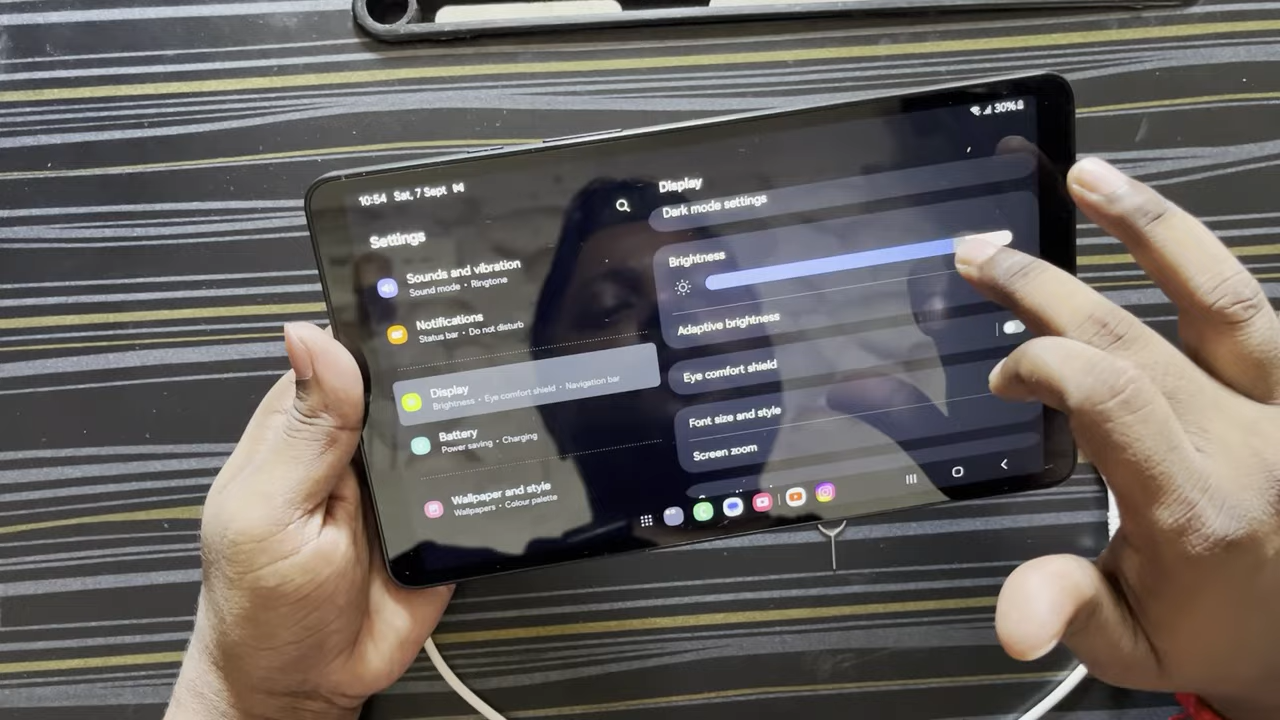 10:54 Sat, 7 Sept
30%
Settings
Sounds and vibration
Sound mode • Ringtone
Notifications
Status bar • Do not disturb
Display
Brightness • Eye comfort shield • Navigation bar
Battery
Power saving • Charging
Wallpaper and style
Wallpapers • Colour palette
Display
Dark mode settings
Brightness
Adaptive brightness
Eye comfort shield
Font size and style
Screen zoom